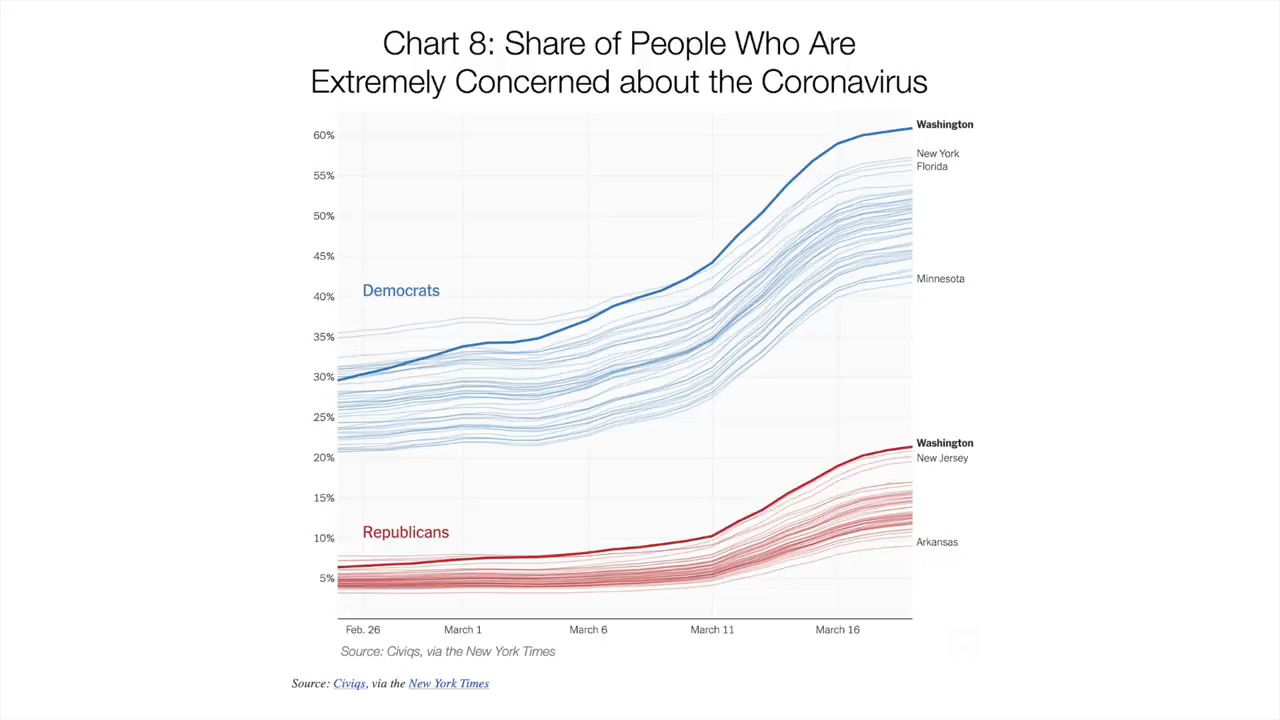 Chart 8: Share of People Who Are
Extremely Concerned about the Coronavirus
60%
55%
50%
45%
40%
35%
30%
25%
20%
15%
10%
5%
Democrats
Republicans
Washington
New York
Florida
Minnesota
Washington
New Jersey
Arkansas
Feb. 26 March 1 March 6 March 11 March 16
Source: Civiqs, via the New York Times
Source: Civiqs, via the New York Times